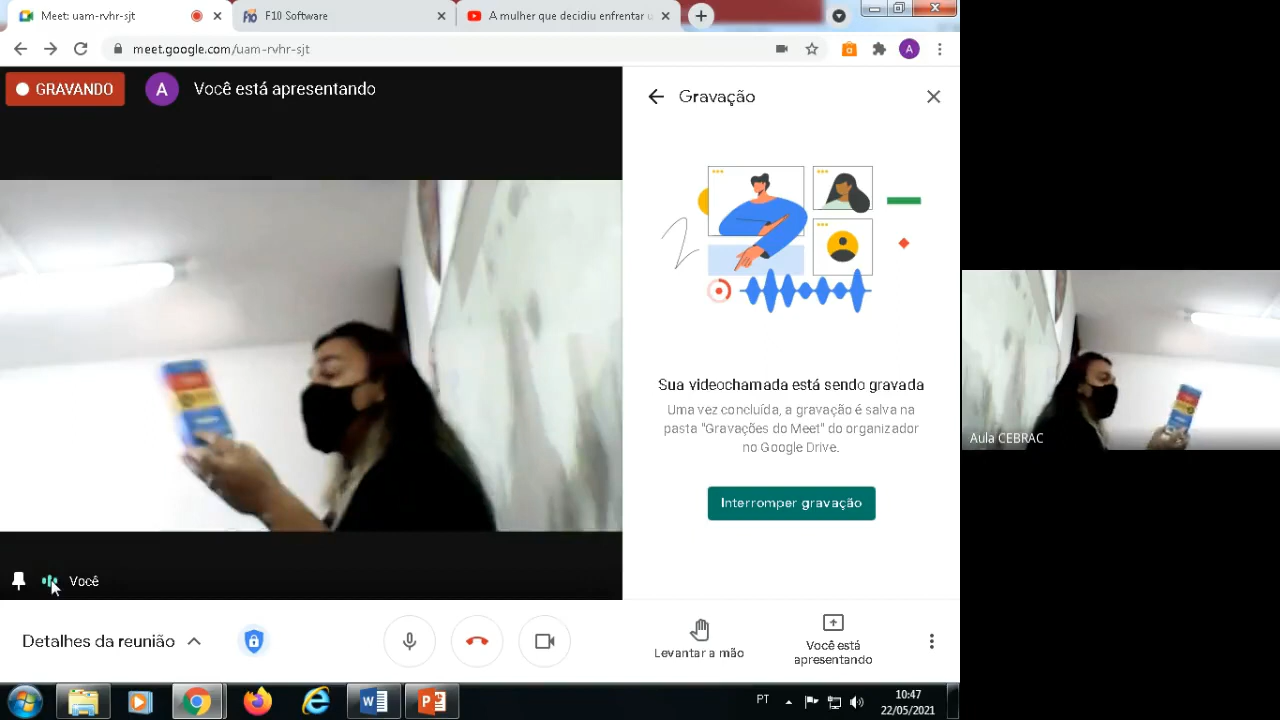 Meet: uam-rvhr-sjt
F10 Software
A mulher que decidiu enfrentar u
meet.google.com/uam-rvhr-sjt
A
GRAVANDO
A
Você está apresentando
Gravação
Sua videochamada está sendo gravada
Uma vez concluída, a gravação é salva na
pasta "Gravações do Meet" do organizador
no Google Drive.
Interromper gravação
Aula CEBRAC
Você
Detalhes da reunião
Levantar a mão
Você está
apresentando
PT
10:47
22/05/2021